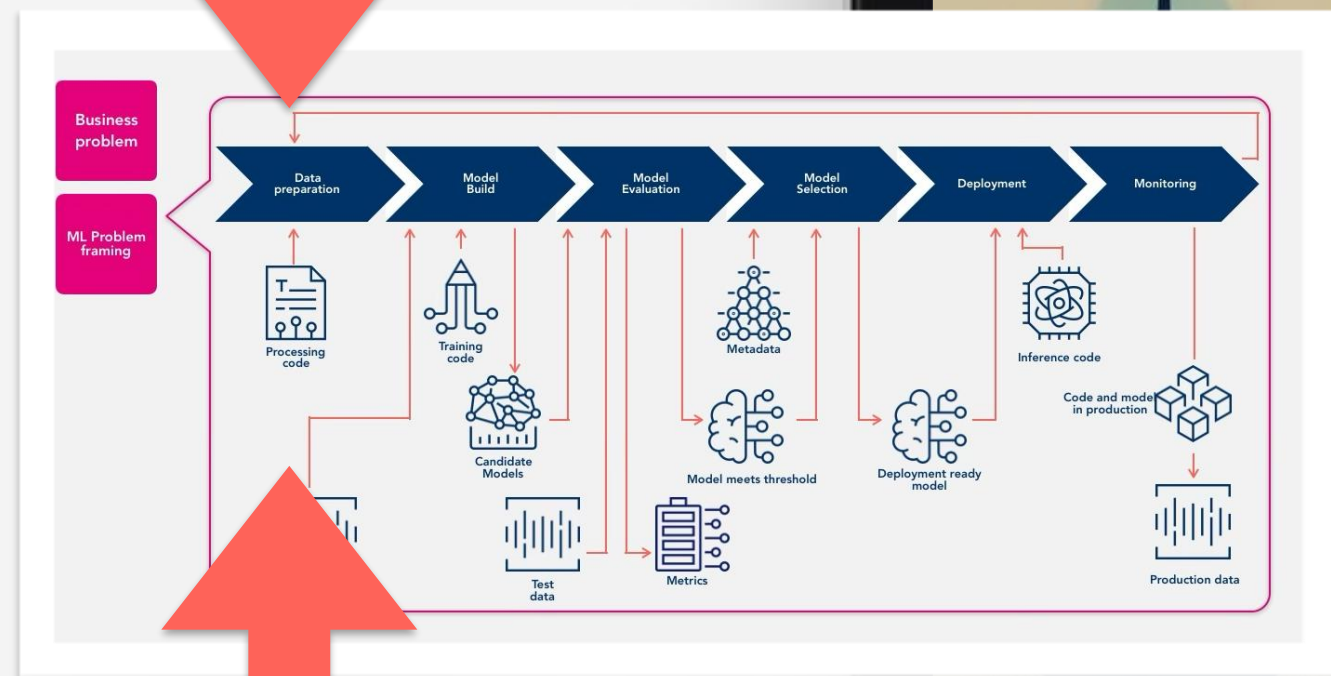 Business
problem
ML Problem
framing
Data
preparation
Model
Build
Model
Evaluation
Model
Selection
Deployment
Monitoring
T
Processing
code
Training
code
Metadata
Inference code
Candidate
Models
Model meets threshold
Deployment ready
model
Code and model
in production
Test
data
Metrics
Production data